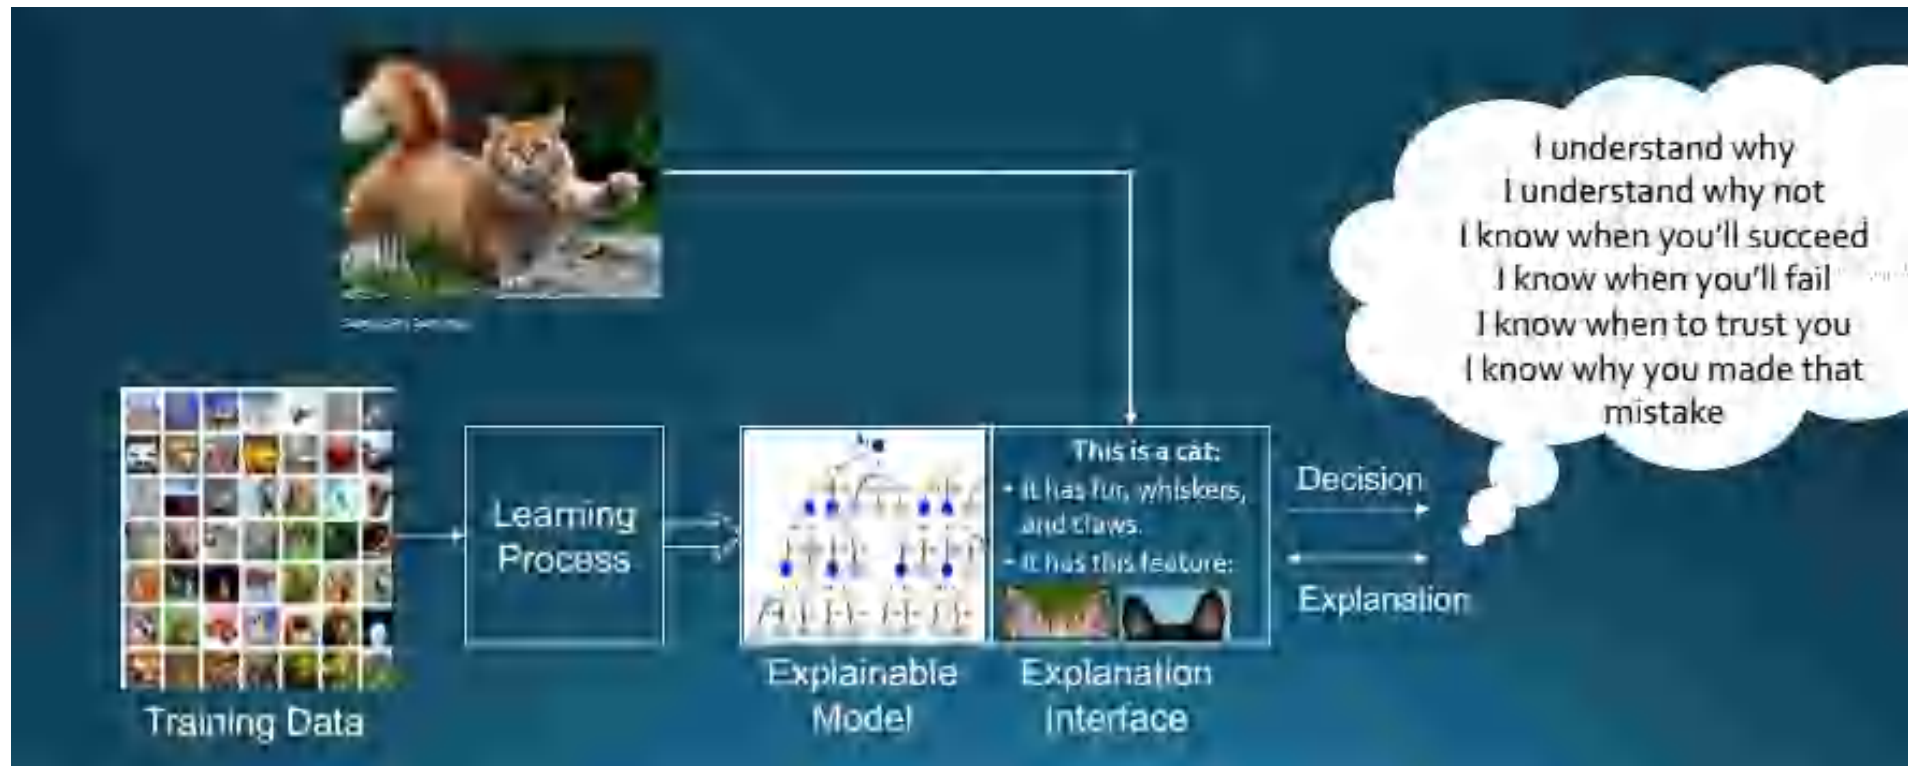 I understand why
I understand why not
I know when you'll succeed
I know when you'll fail
I know when to trust you
I know why you made that
mistake
Learning
Process
This is a cat:
• It has fur, whiskers,
and claws.
• It has this feature:
Decision
Explanation
Training Data
Explainable
Model
Explanation
Interface